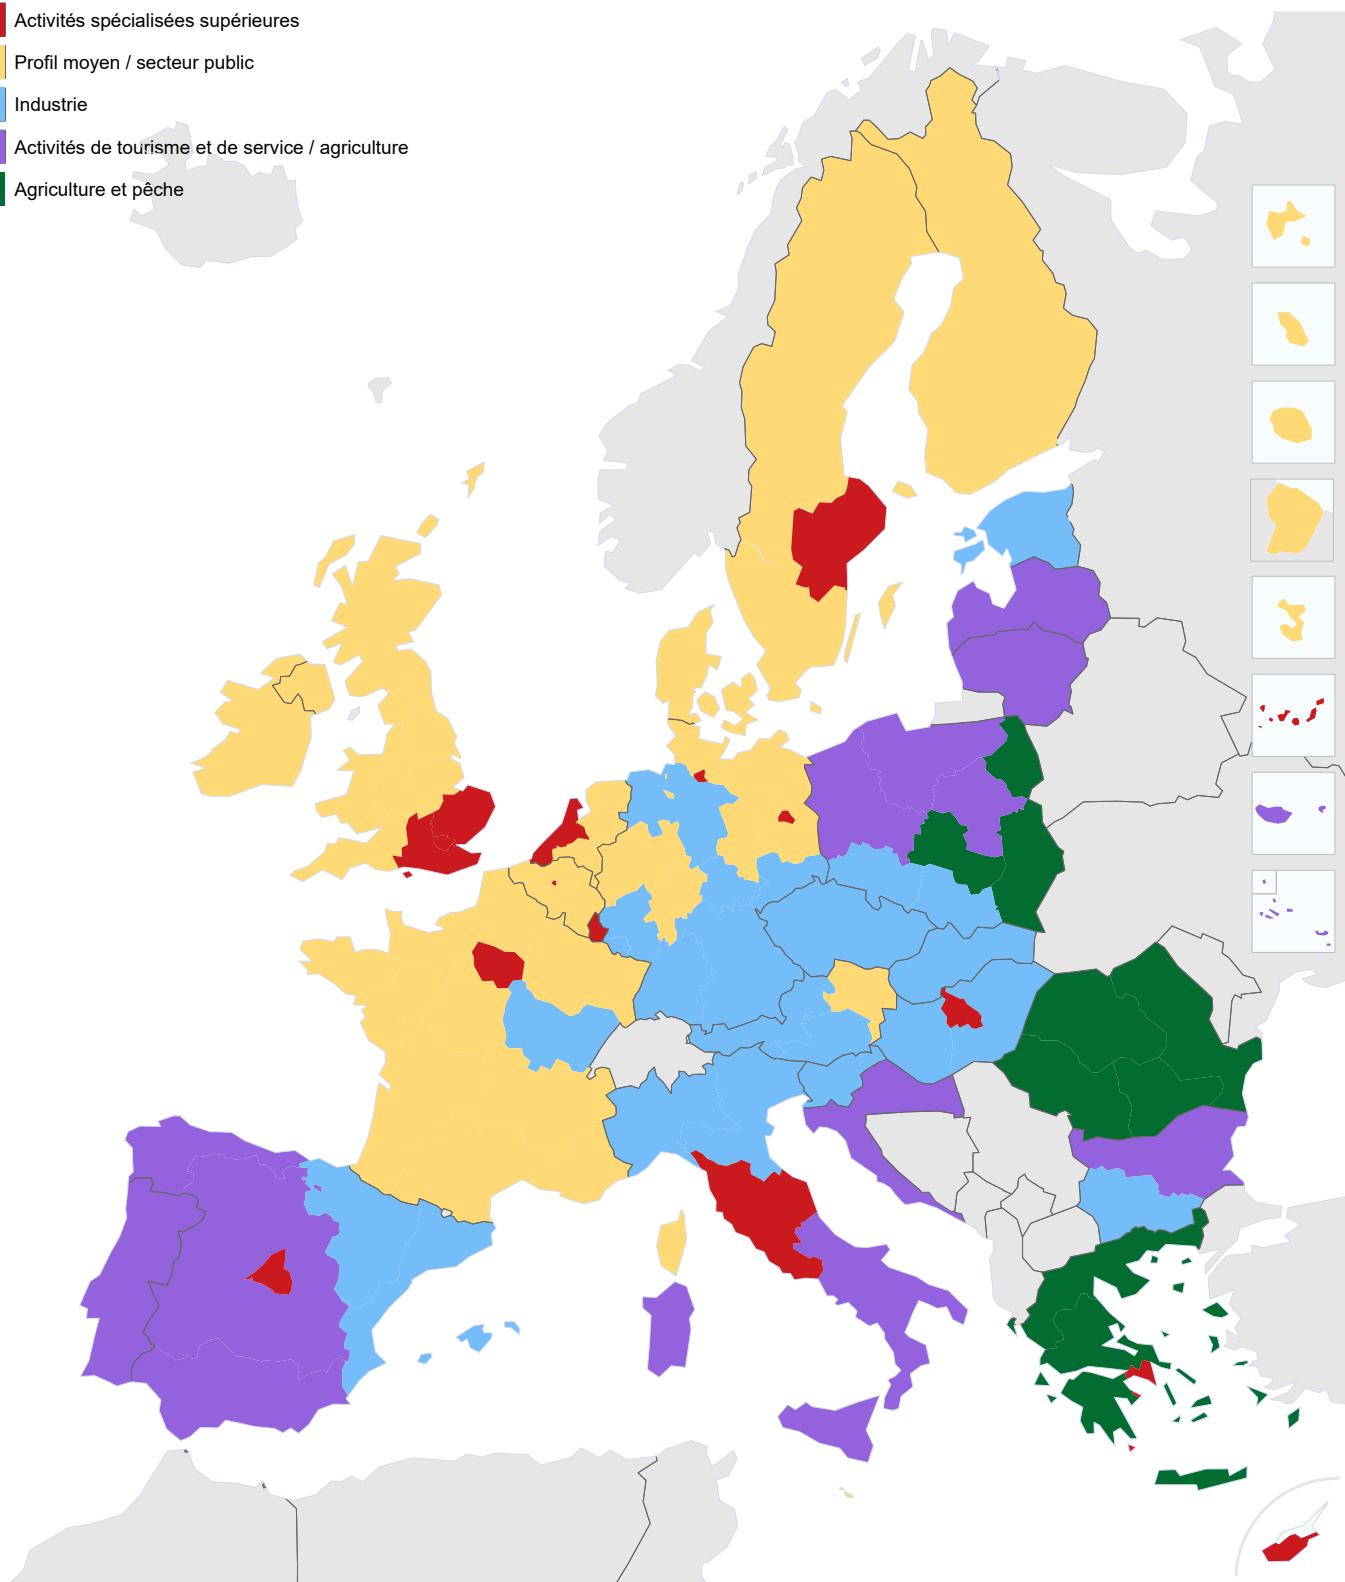 Activités spécialisées supérieures
Profil moyen / secteur public
Industrie
Activités de tourisme et de service / agriculture
Agriculture et pêche